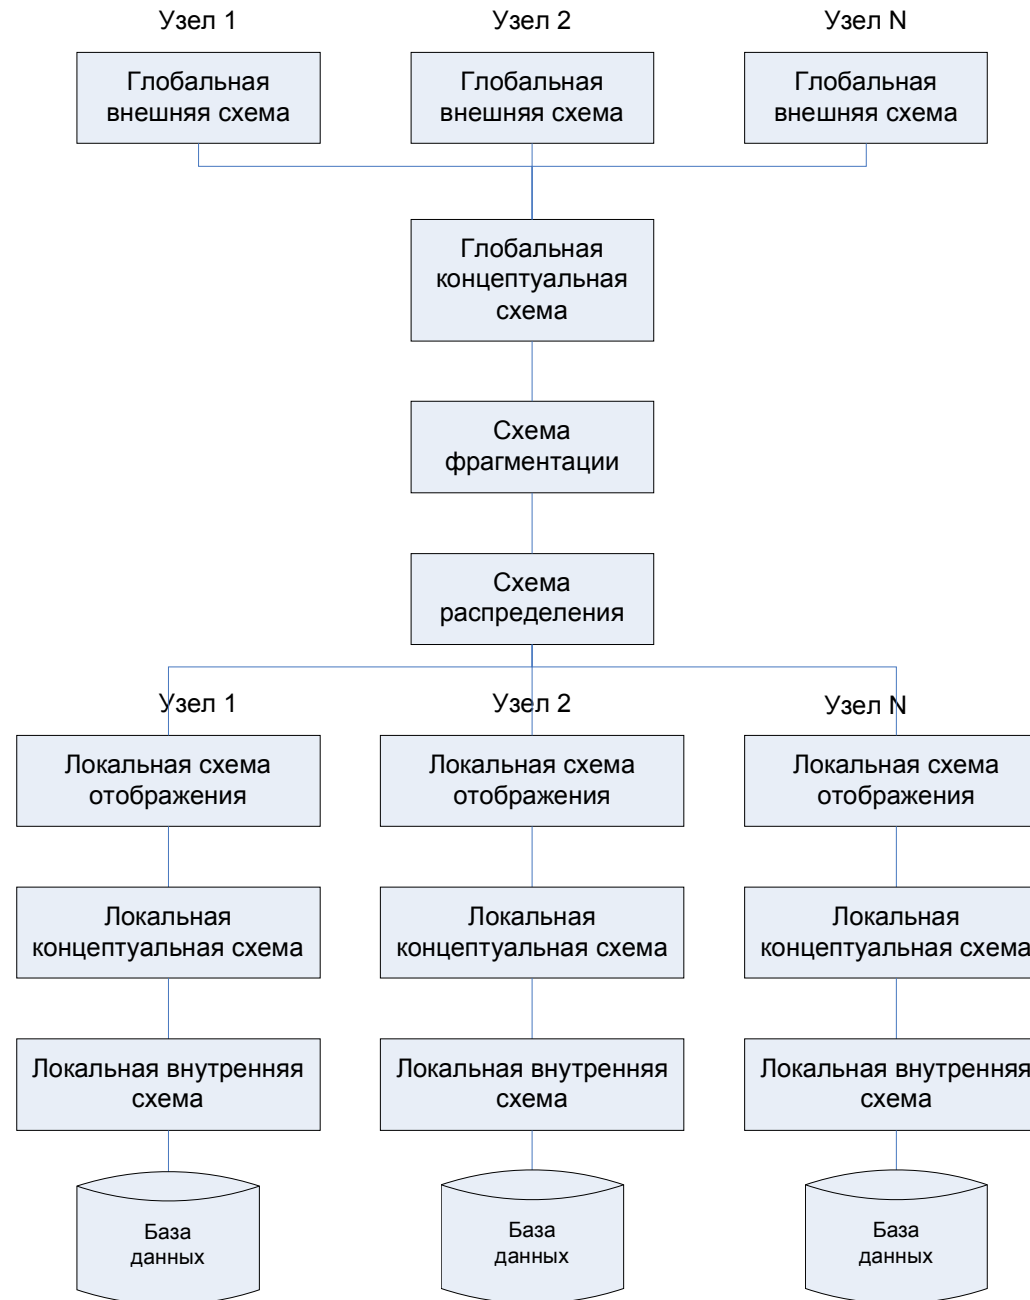 Узел 1
Узел 2
Узел N
Глобальная
внешняя схема
Глобальная
внешняя схема
Глобальная
внешняя схема
Глобальная
концептуальная
схема
Схема
фрагментации
Схема
распределения
Узел 1
Узел 2
Узел N
Локальная схема
отображения
Локальная схема
отображения
Локальная схема
отображения
Локальная
концептуальная схема
Локальная
концептуальная схема
Локальная
концептуальная схема
Локальная внутренняя
схема
Локальная внутренняя
схема
Локальная внутренняя
схема
База
данных
База
данных
База
данных